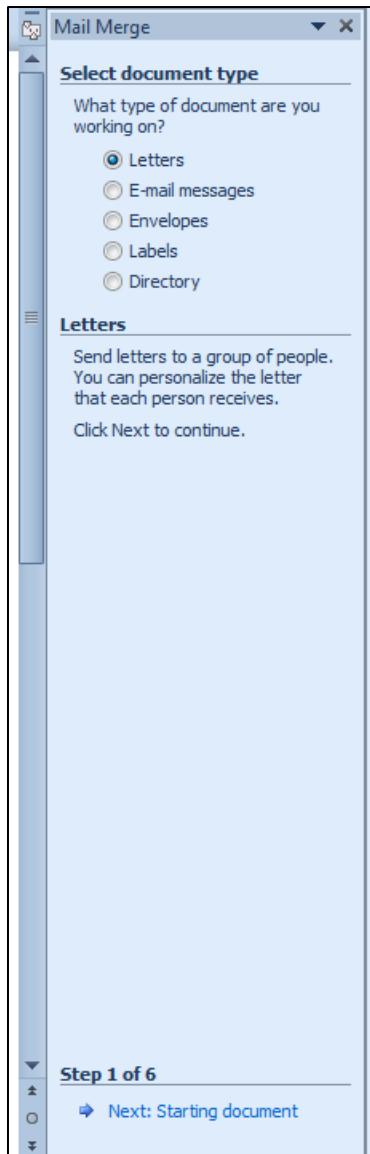 Mail Merge
Select document type
What type of document are you
working on?
Letters
E-mail messages
Envelopes
Labels
Directory
Letters
Send letters to a group of people.
You can personalize the letter
that each person receives.
Click Next to continue.
Step 1 of 6
Next: Starting document